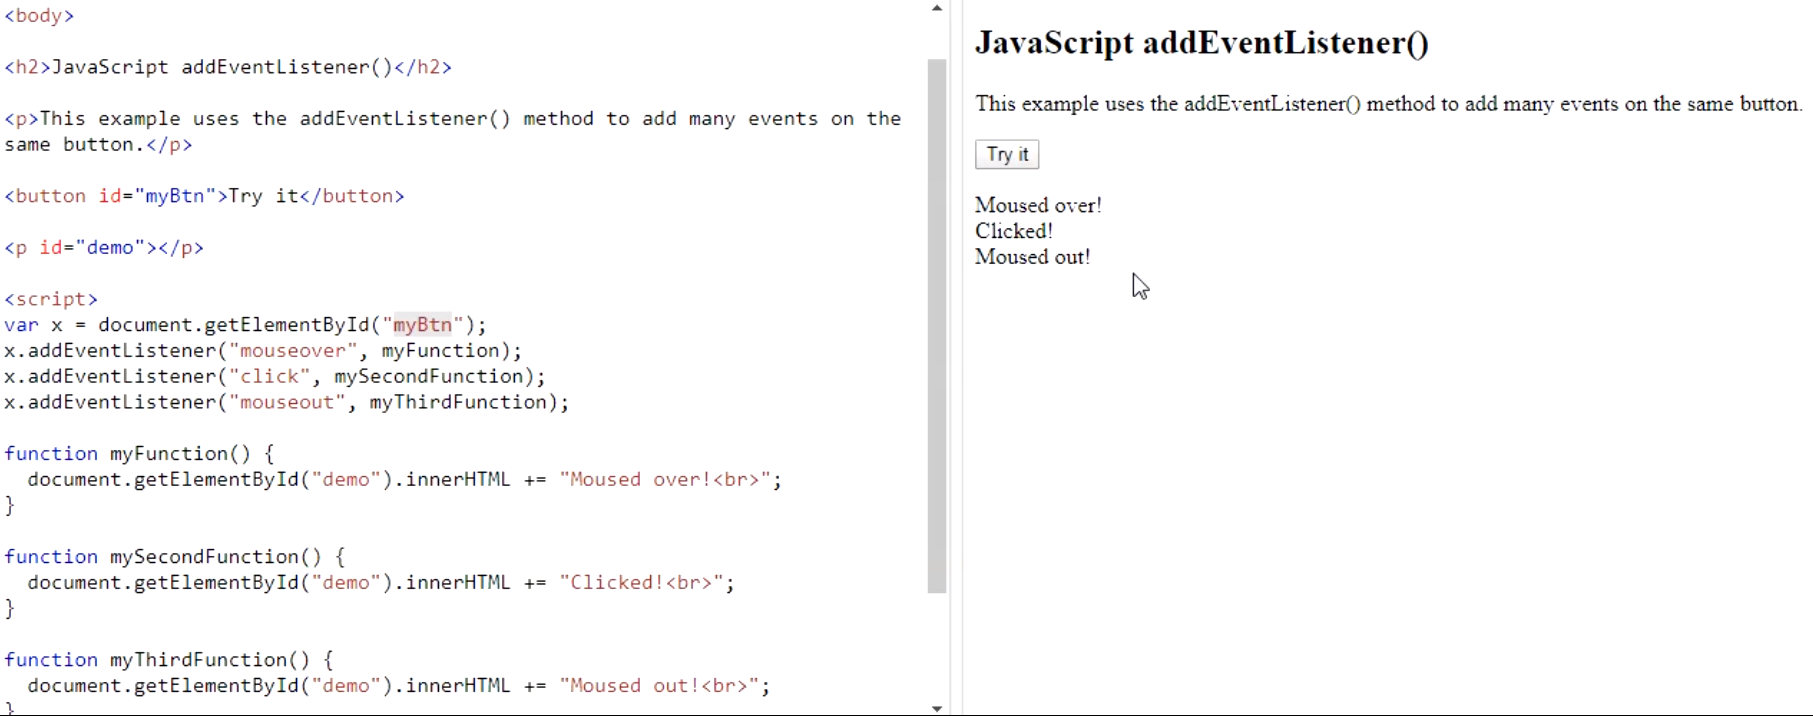 <body>
<h2>JavaScript addEventListener()</h2>
<p>This example uses the addEventListener() method to add many events on the
same button.</p>
<button id="myBtn">Try it</button>
<p id="demo"></p>
<script>
var x = document.getElementById("myBtn");
x.addEventListener("mouseover", myFunction);
x.addEventListener("click", mySecondFunction);
x.addEventListener("mouseout", myThirdFunction);
function myFunction() {
  document.getElementById("demo").innerHTML += "Moused over!<br>";
}
function mySecondFunction() {
  document.getElementById("demo").innerHTML += "Clicked!<br>";
}
function myThirdFunction() {
  document.getElementById("demo").innerHTML += "Moused out!<br>";
}
JavaScript addEventListener()
This example uses the addEventListener() method to add many events on the same button.
Try it
Moused over!
Clicked!
Moused out!